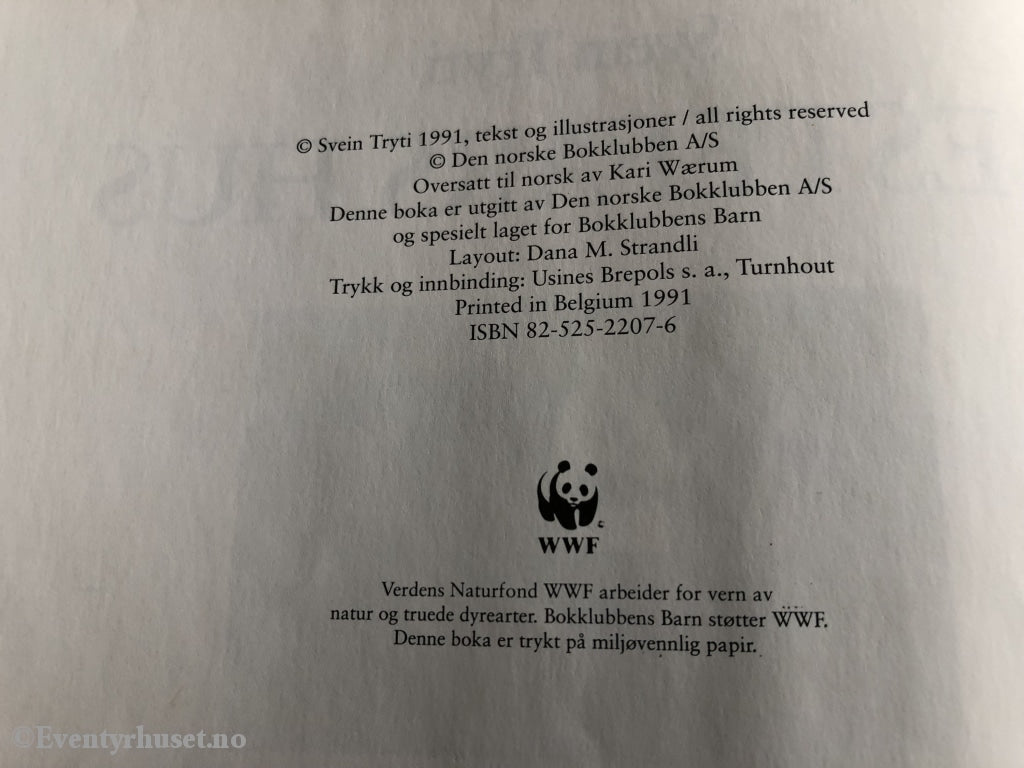 © Svein Tryti 1991, tekst og illustrasjoner / all rights reserved
© Den norske Bokklubben A/S
Oversatt til norsk av Kari Wærum
Denne boka er utgitt av Den norske Bokklubben A/S
og spesielt laget for Bokklubbens Barn
Layout: Dana M. Strandli
Trykk og innbinding: Usines Brepols s. a., Turnhout
Printed in Belgium 1991
ISBN 82-525-2207-6
WWF
Verdens Naturfond WWF arbeider for vern av
natur og truede dyrearter. Bokklubbens Barn støtter ẄẄF.
Denne boka er trykt på miljøvennlig papir.
©Eventyrhuset.no